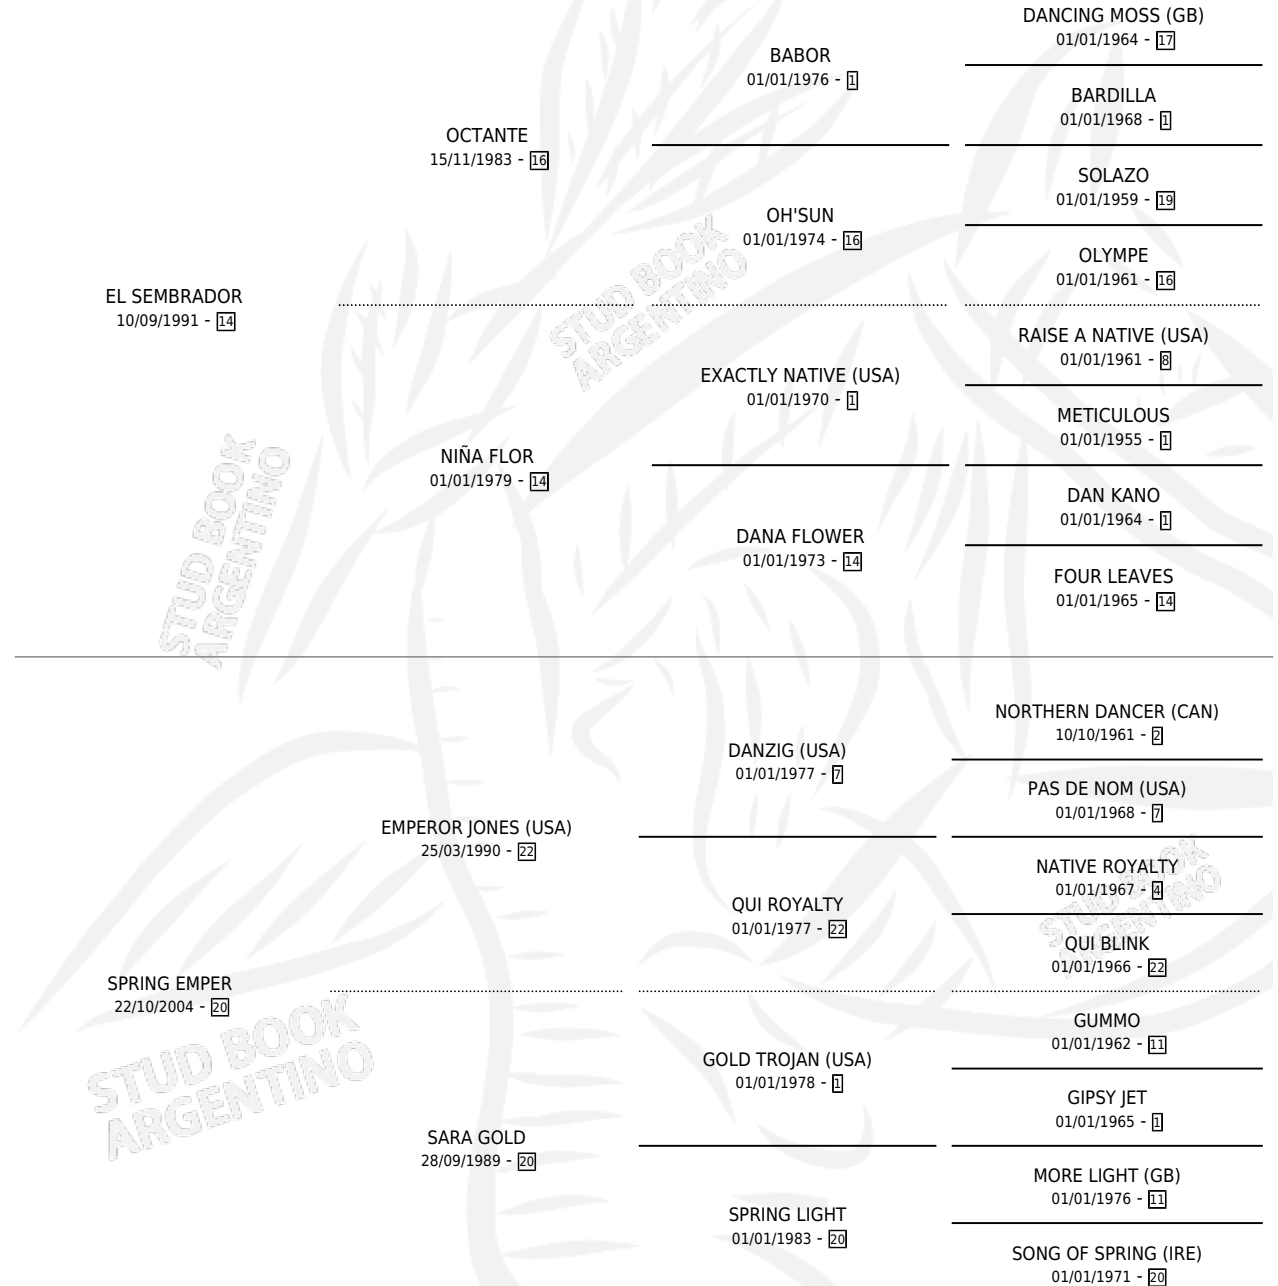 DANCING MOSS (GB)
01/01/1964 - 17
BABOR
01/01/1976 - 1
BARDILLA
01/01/1968 - 1
OCTANTE
15/11/1983 - 16
SOLAZO
01/01/1959 - 19
OH'SUN
01/01/1974 - 16
OLYMPE
01/01/1961 - 16
EL SEMBRADOR
10/09/1991 - 14
RAISE A NATIVE (USA)
01/01/1961 - 8
EXACTLY NATIVE (USA)
01/01/1970 - 1
METICULOUS
01/01/1955 - 1
NIÑA FLOR
01/01/1979 - 14
DAN KANO
01/01/1964 - 1
DANA FLOWER
01/01/1973 - 14
FOUR LEAVES
01/01/1965 - 14
NORTHERN DANCER (CAN)
10/10/1961 - 2
DANZIG (USA)
01/01/1977 - 7
PAS DE NOM (USA)
01/01/1968 - 7
EMPEROR JONES (USA)
25/03/1990 - 22
NATIVE ROYALTY
01/01/1967 - 4
QUI ROYALTY
01/01/1977 - 22
QUI BLINK
01/01/1966 - 22
SPRING EMPER
22/10/2004 - 20
GUMMO
01/01/1962 - 11
GOLD TROJAN (USA)
01/01/1978 - 1
GIPSY JET
01/01/1965 - 1
SARA GOLD
28/09/1989 - 20
MORE LIGHT (GB)
01/01/1976 - 11
SPRING LIGHT
01/01/1983 - 20
SONG OF SPRING (IRE)
01/01/1971 - 20
STUD BOOK
ARGENTINO
STUD BOOK
ARGENTINO
STUD BOOK
ARGENTINO
STUD BOOK
ARGENTINO